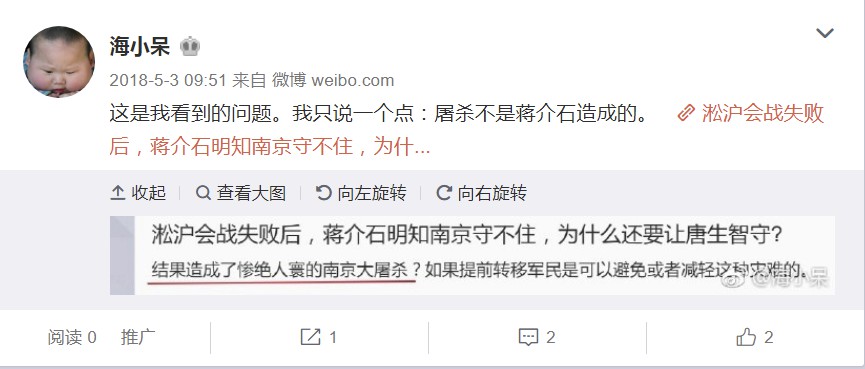 海小呆
2018-5-3 09:51 来自 微博 weibo.com
这是我看到的问题。我只说一个点：屠杀不是蒋介石造成的。 淞沪会战失败
后，蒋介石明知南京守不住，为什...
收起 查看大图 向左旋转 向右旋转
淞沪会战失败后，蒋介石明知南京守不住，为什么还要让唐生智守?
结果造成了惨绝人寰的南京大屠杀？如果提前转移军民是可以避免或者减轻这种灾难的。
@海小呆
阅读 0 推广 1 2 2